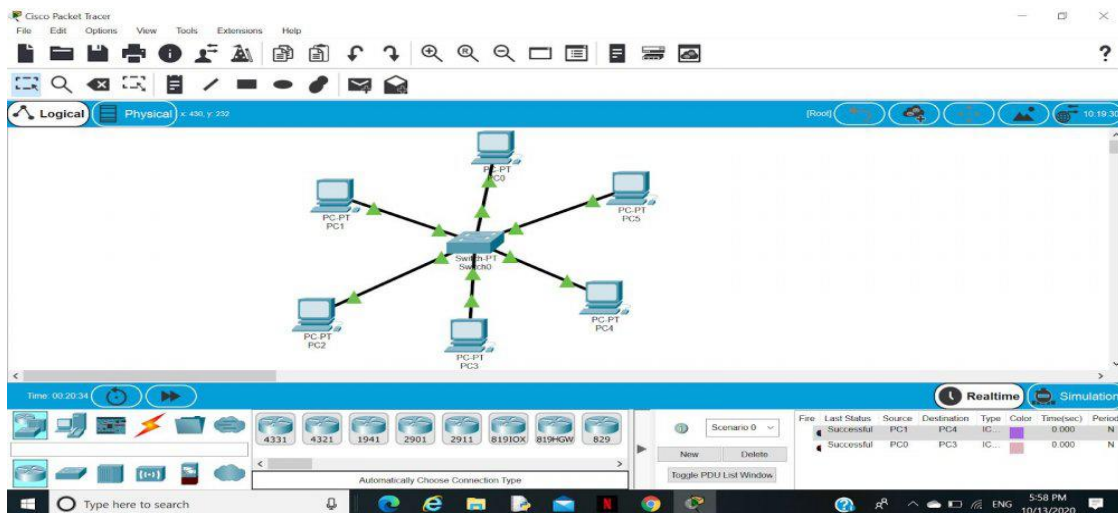 Cisco Packet Tracer
File Edit Options View Tools Extensions Help
?
Logical Physical x: 430, y: 232 [Root] 10:19:30
PC-PT
PC0
PC-PT
PC1
PC-PT
PC5
Switch-PT
Switch0
PC-PT
PC2
PC-PT
PC4
PC-PT
PC3
Time: 00:20:34 Realtime Simulation
4331 4321 1941 2901 2911 819IOX 819HGW 829
Automatically Choose Connection Type
Scenario 0
New Delete
Toggle PDU List Window
Fire Last Status Source Destination Type Color Time(sec) Period
Successful PC1 PC4 IC... 0.000 N
Successful PC0 PC3 IC... 0.000 N
Type here to search
ENG
5:58 PM
10/13/2020